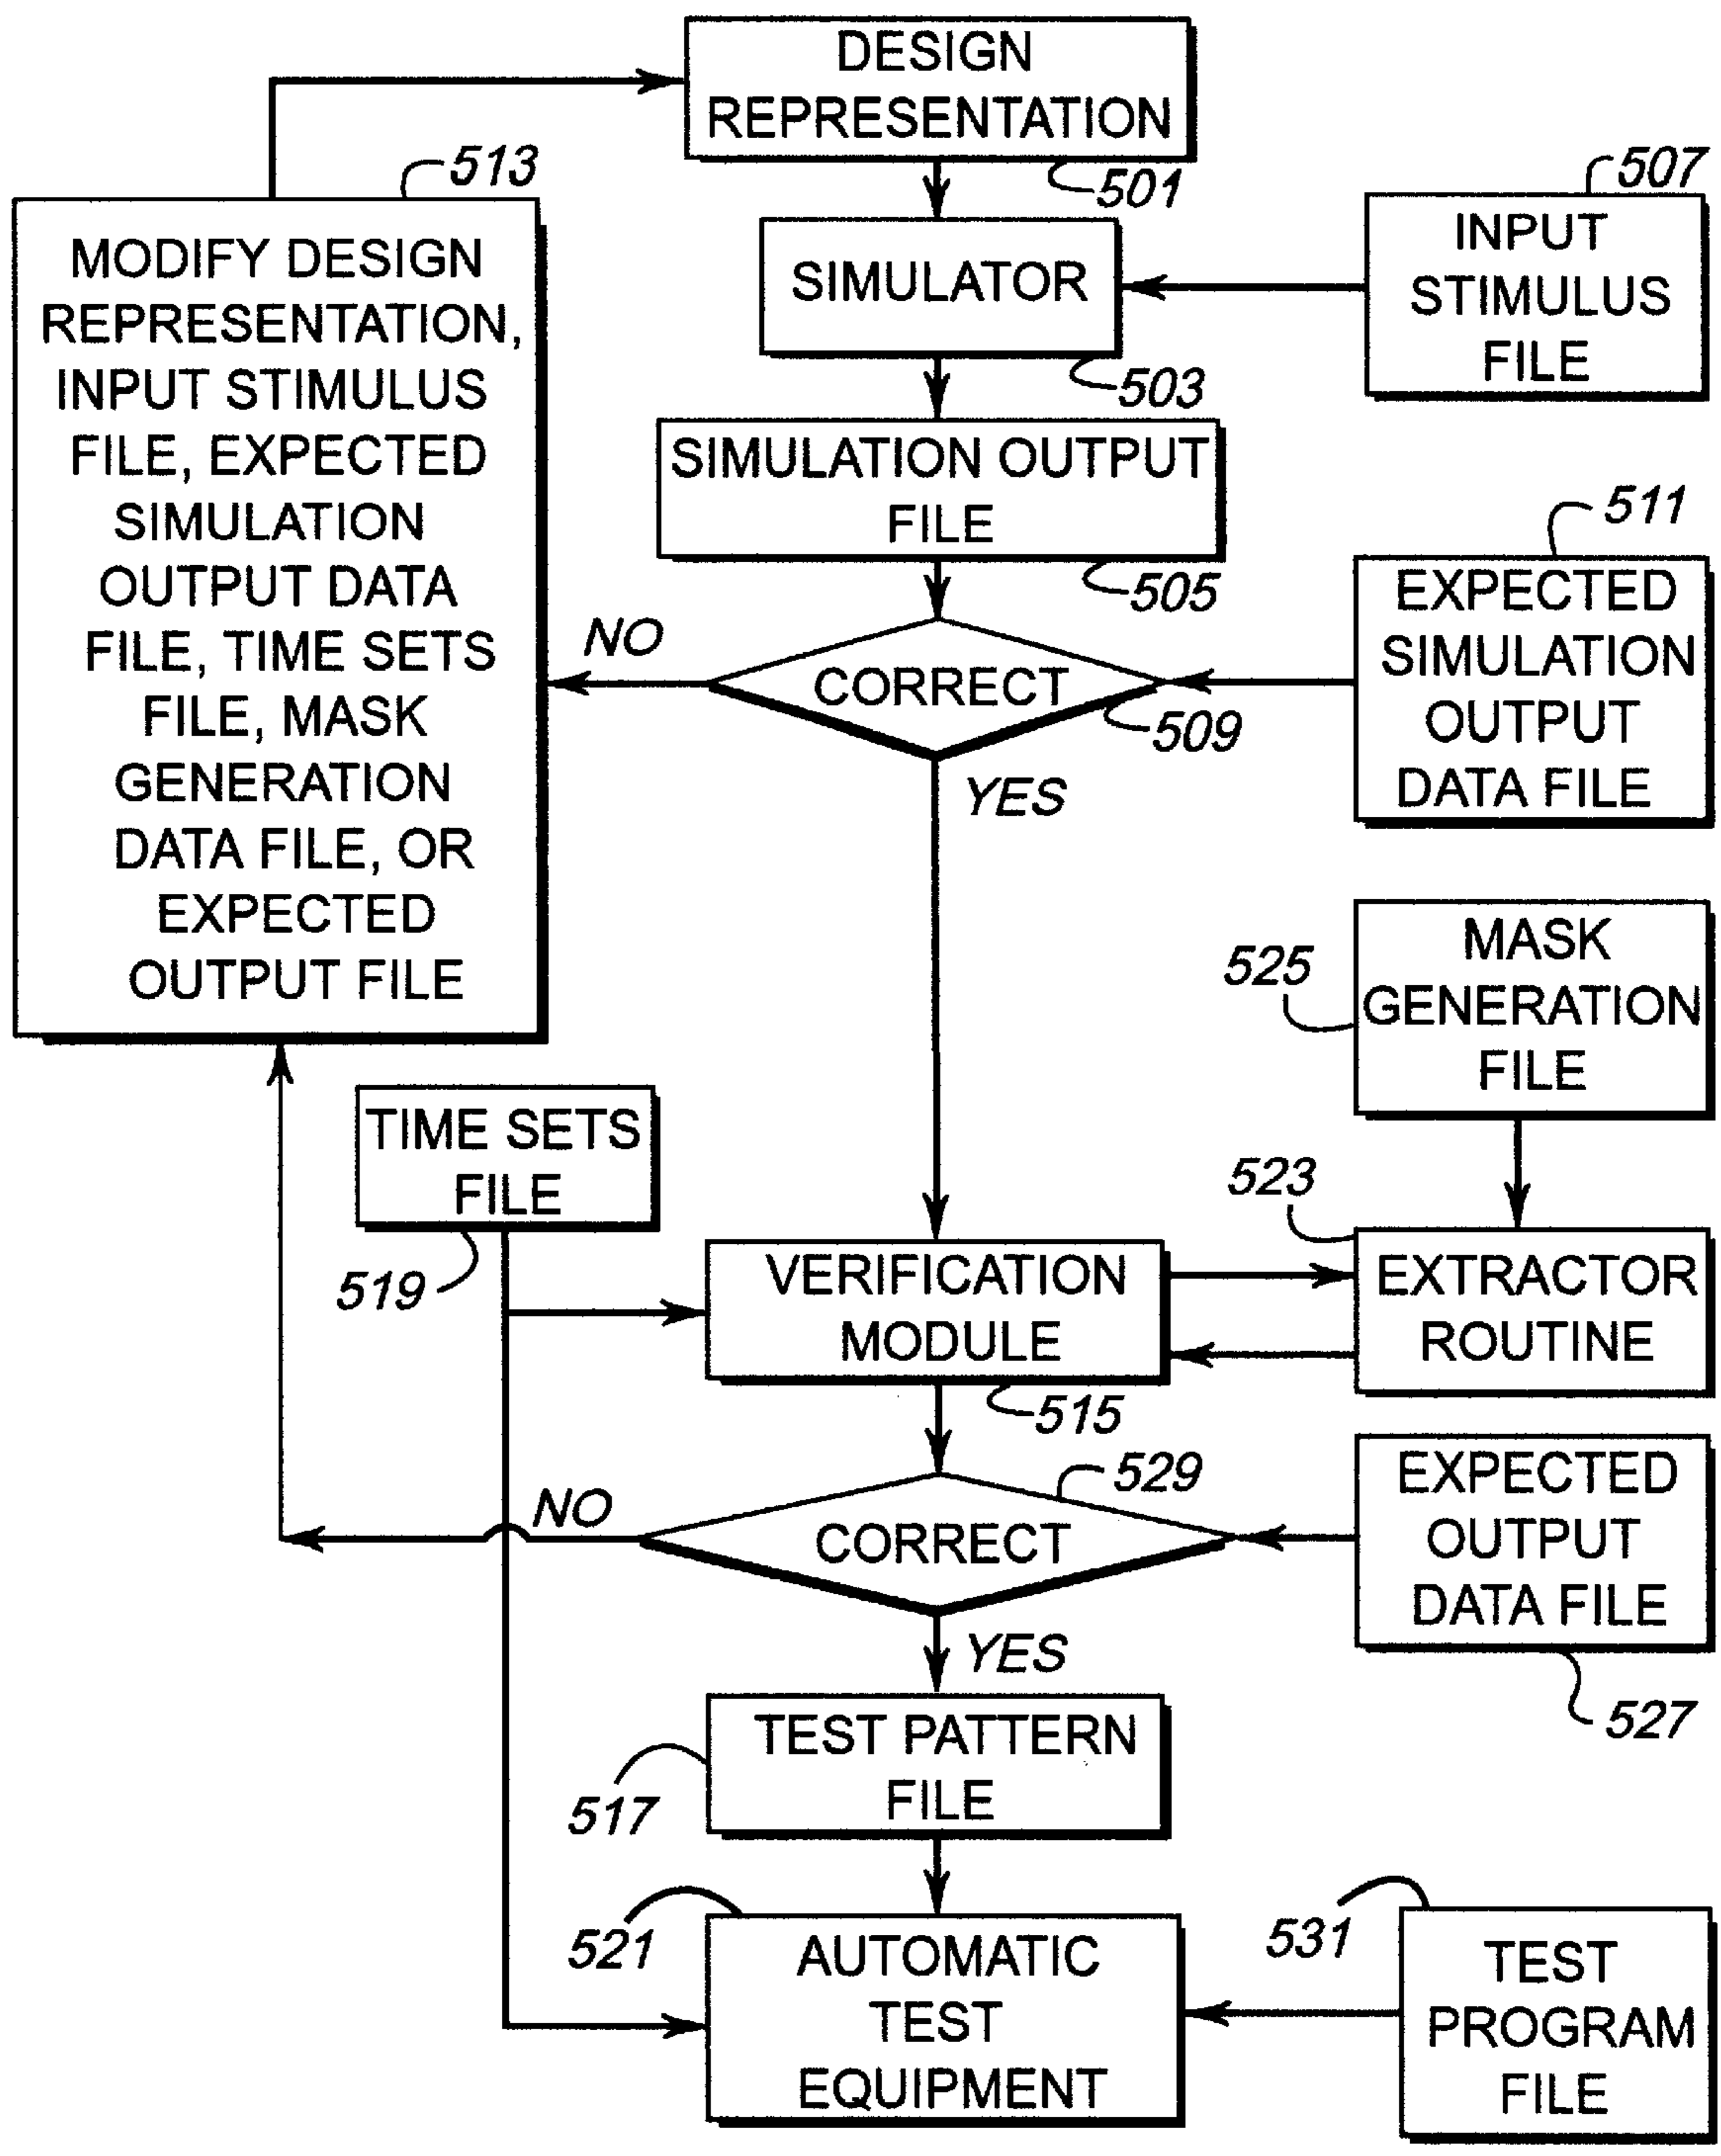 DESIGN
REPRESENTATION
501
513
507
MODIFY DESIGN
REPRESENTATION,
INPUT STIMULUS
FILE, EXPECTED
SIMULATION
OUTPUT DATA
FILE, TIME SETS
FILE, MASK
GENERATION
DATA FILE, OR
EXPECTED
OUTPUT FILE
SIMULATOR
503
INPUT
STIMULUS
FILE
SIMULATION OUTPUT
FILE
505
511
EXPECTED
SIMULATION
OUTPUT
DATA FILE
NO
CORRECT
509
YES
525
MASK
GENERATION
FILE
TIME SETS
FILE
519
523
VERIFICATION
MODULE
515
EXTRACTOR
ROUTINE
529
NO
CORRECT
EXPECTED
OUTPUT
DATA FILE
527
YES
TEST PATTERN
FILE
517
521
AUTOMATIC
TEST
EQUIPMENT
531
TEST
PROGRAM
FILE